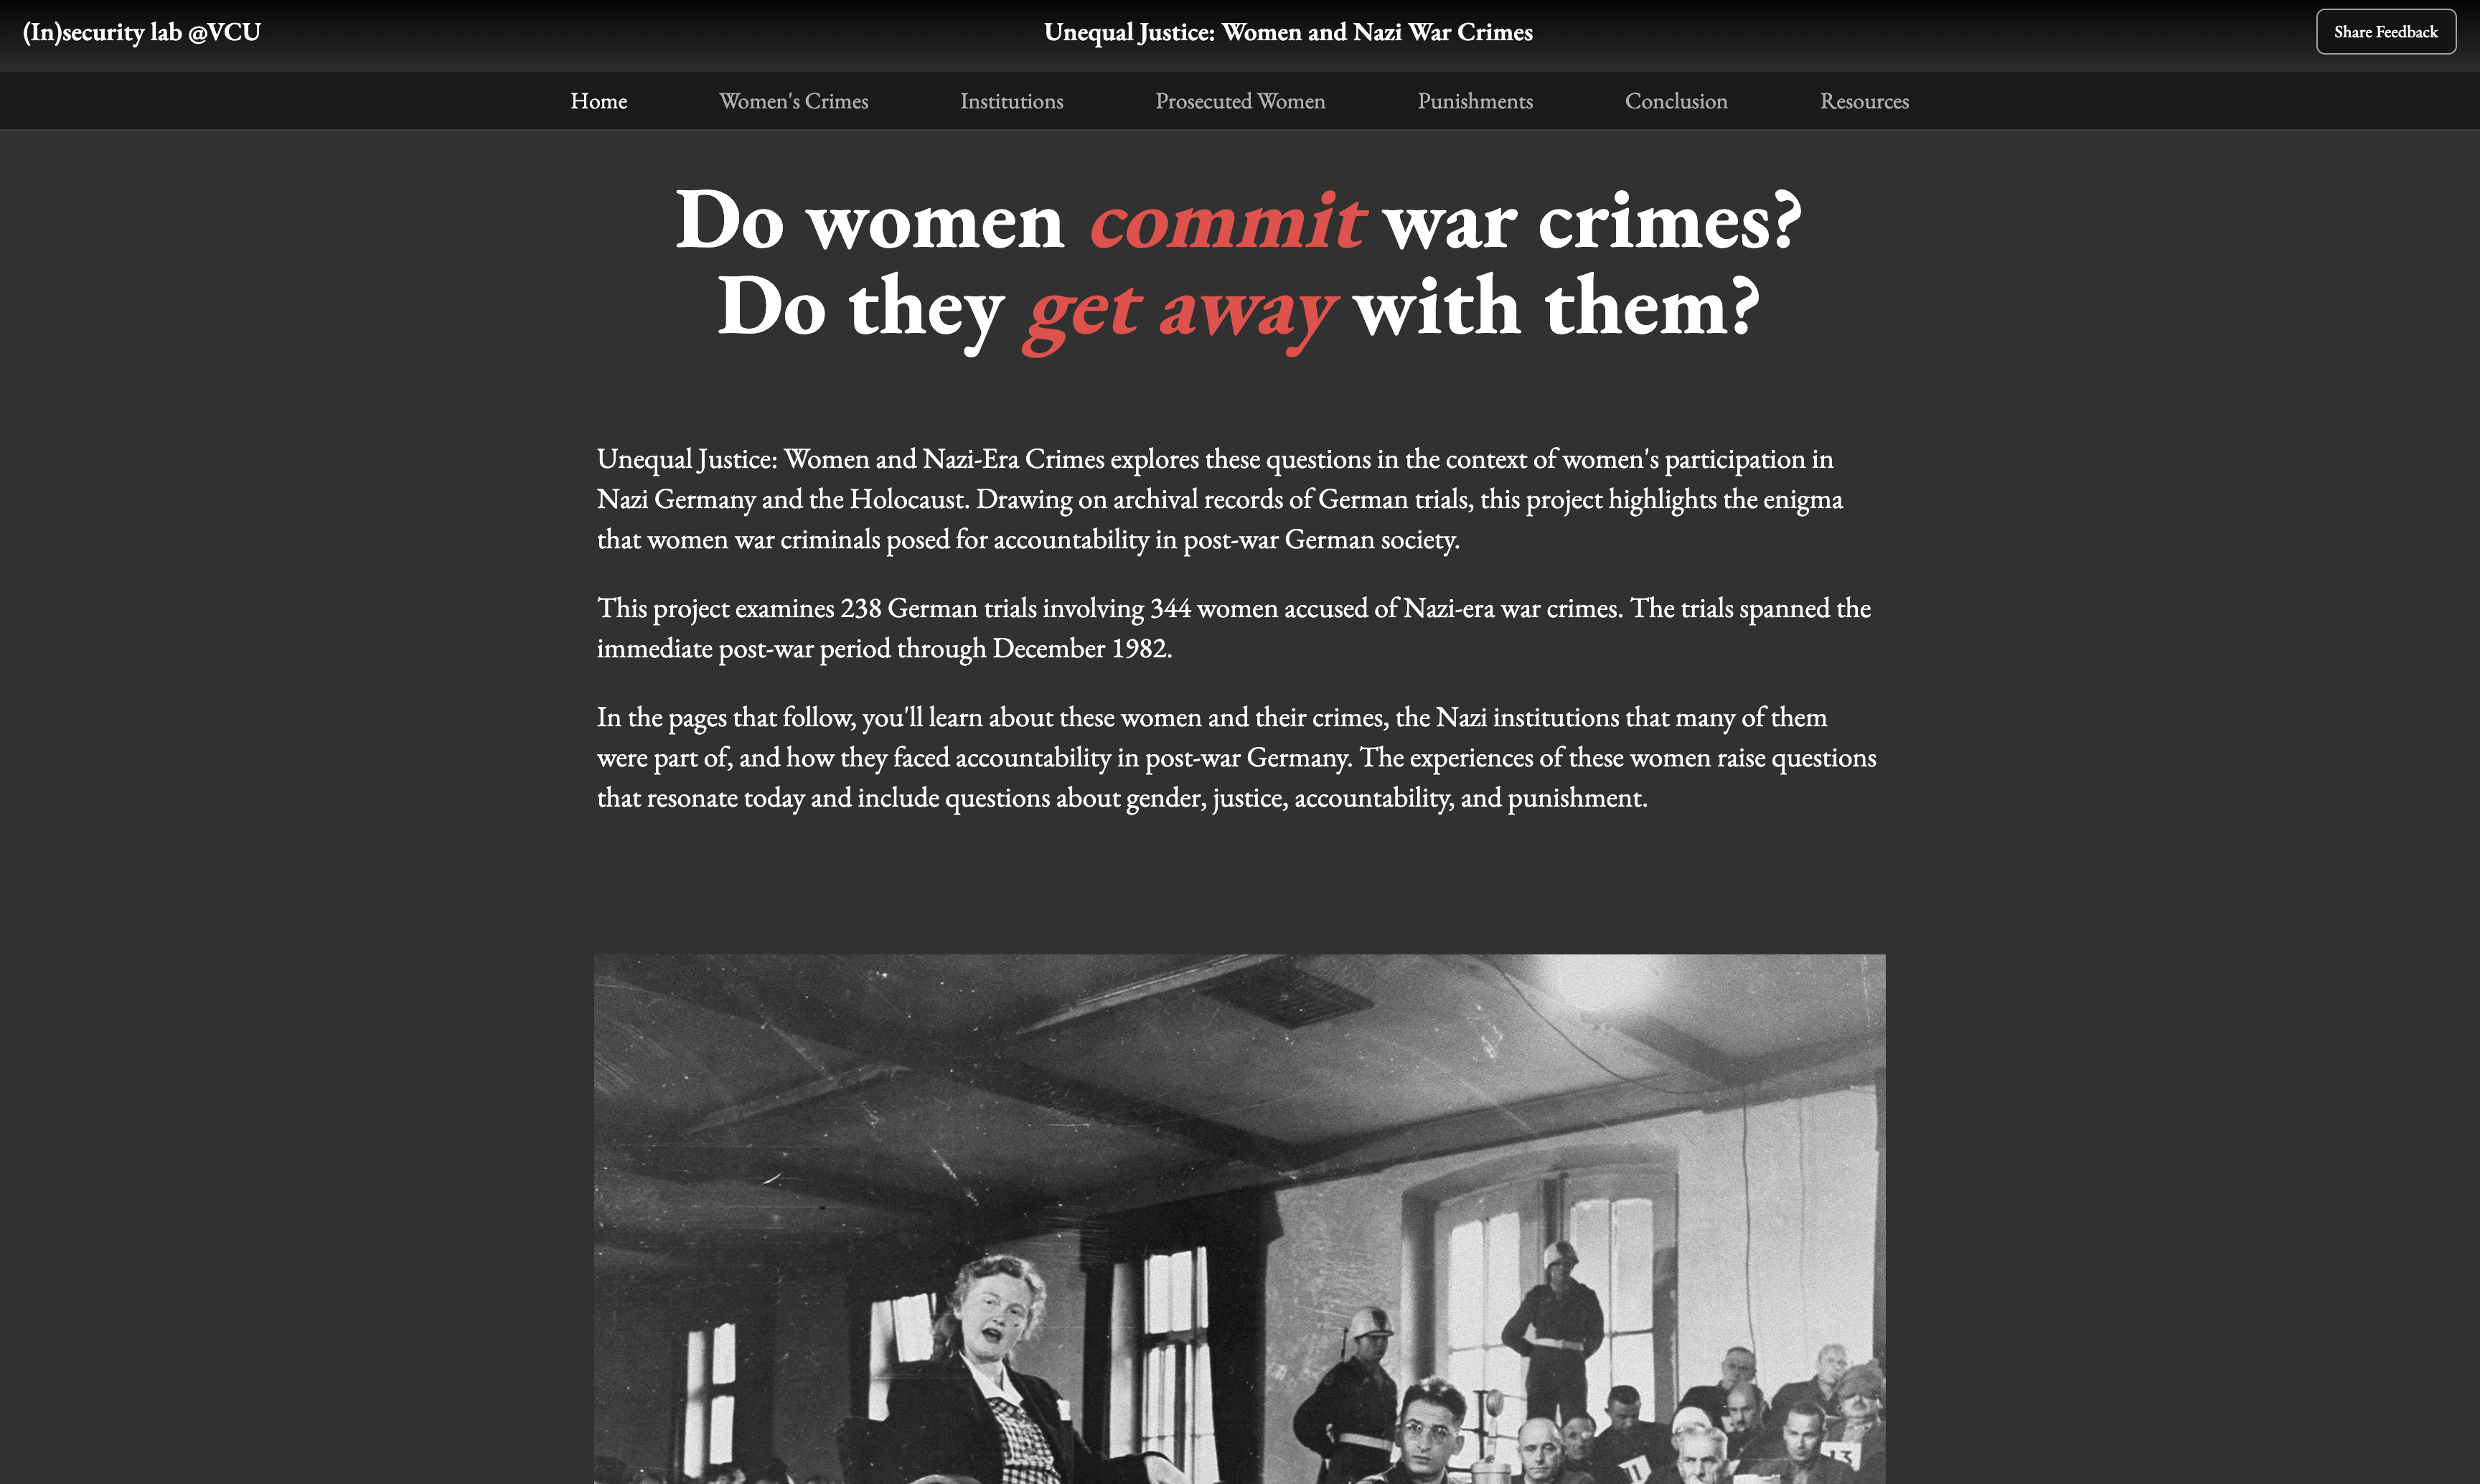 (In)security lab @VCU
Unequal Justice: Women and Nazi War Crimes
Share Feedback
Home
Women's Crimes
Institutions
Prosecuted Women
Punishments
Conclusion
Resources
Do women commit war crimes?
Do they get away with them?
Unequal Justice: Women and Nazi-Era Crimes explores these questions in the context of women's participation in
Nazi Germany and the Holocaust. Drawing on archival records of German trials, this project highlights the enigma
that women war criminals posed for accountability in post-war German society.
This project examines 238 German trials involving 344 women accused of Nazi-era war crimes. The trials spanned the
immediate post-war period through December 1982.
In the pages that follow, you'll learn about these women and their crimes, the Nazi institutions that many of them
were part of, and how they faced accountability in post-war Germany. The experiences of these women raise questions
that resonate today and include questions about gender, justice, accountability, and punishment.
13
11